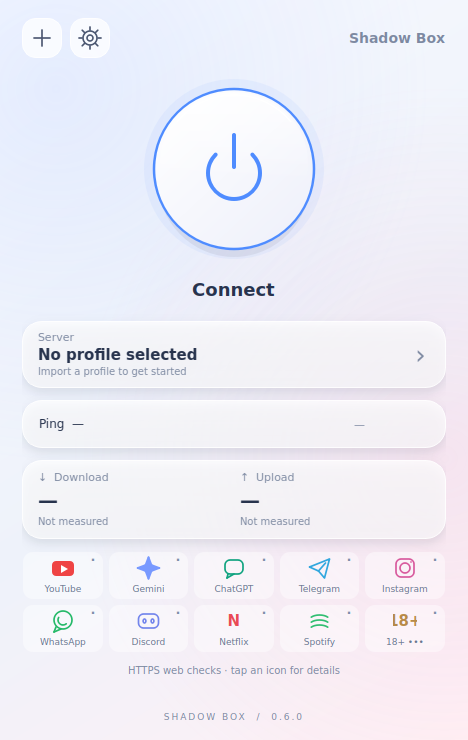 Shadow Box
Connect
Server
No profile selected
Import a profile to get started
Ping — —
↓ Download ↑ Upload
— —
Not measured Not measured
YouTube Gemini ChatGPT Telegram Instagram
N 18+
WhatsApp Discord Netflix Spotify 18+ •••
HTTPS web checks · tap an icon for details
SHADOW BOX / 0.6.0